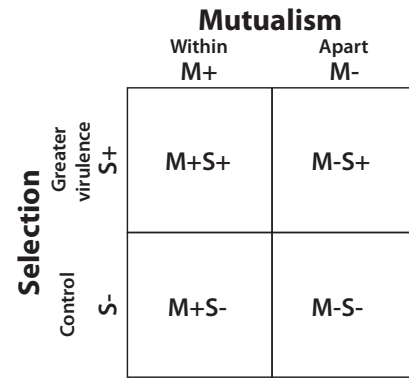 Mutualism
Within Apart
M+ M-
Selection
Greater
virulence
S+
M+S+ M-S+
Control
S-
M+S- M-S-